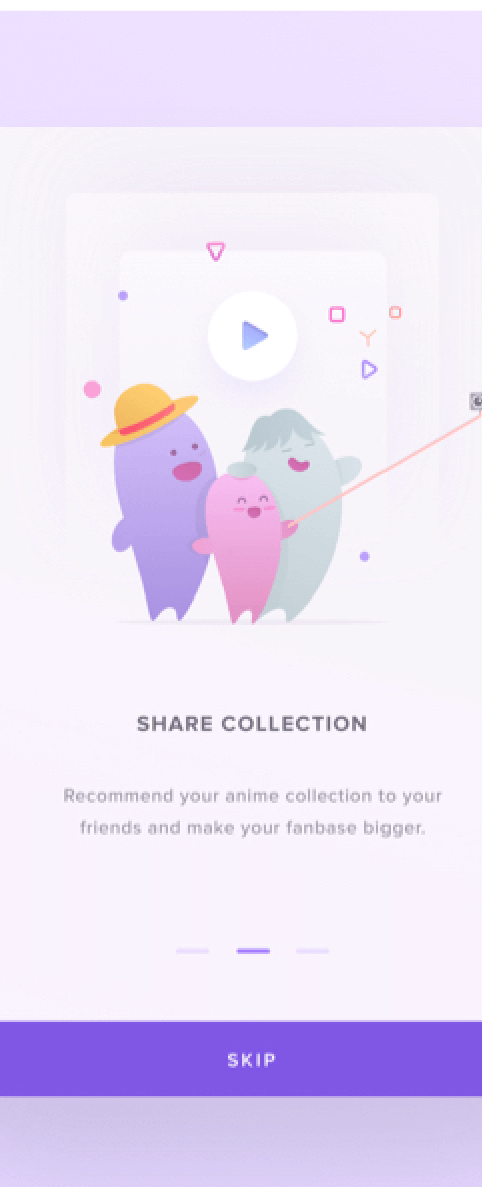 SHARE COLLECTION
Recommend your anime collection to your
friends and make your fanbase bigger.
SKIP